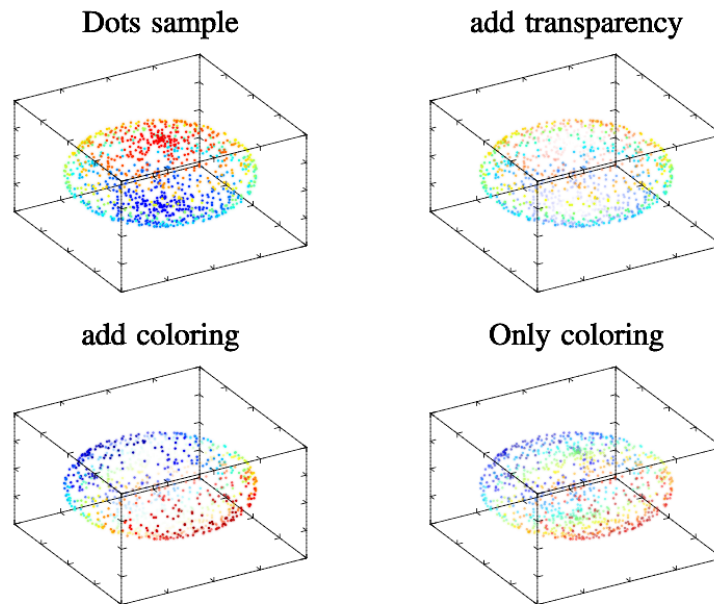 Dots sample
add transparency
add coloring
Only coloring